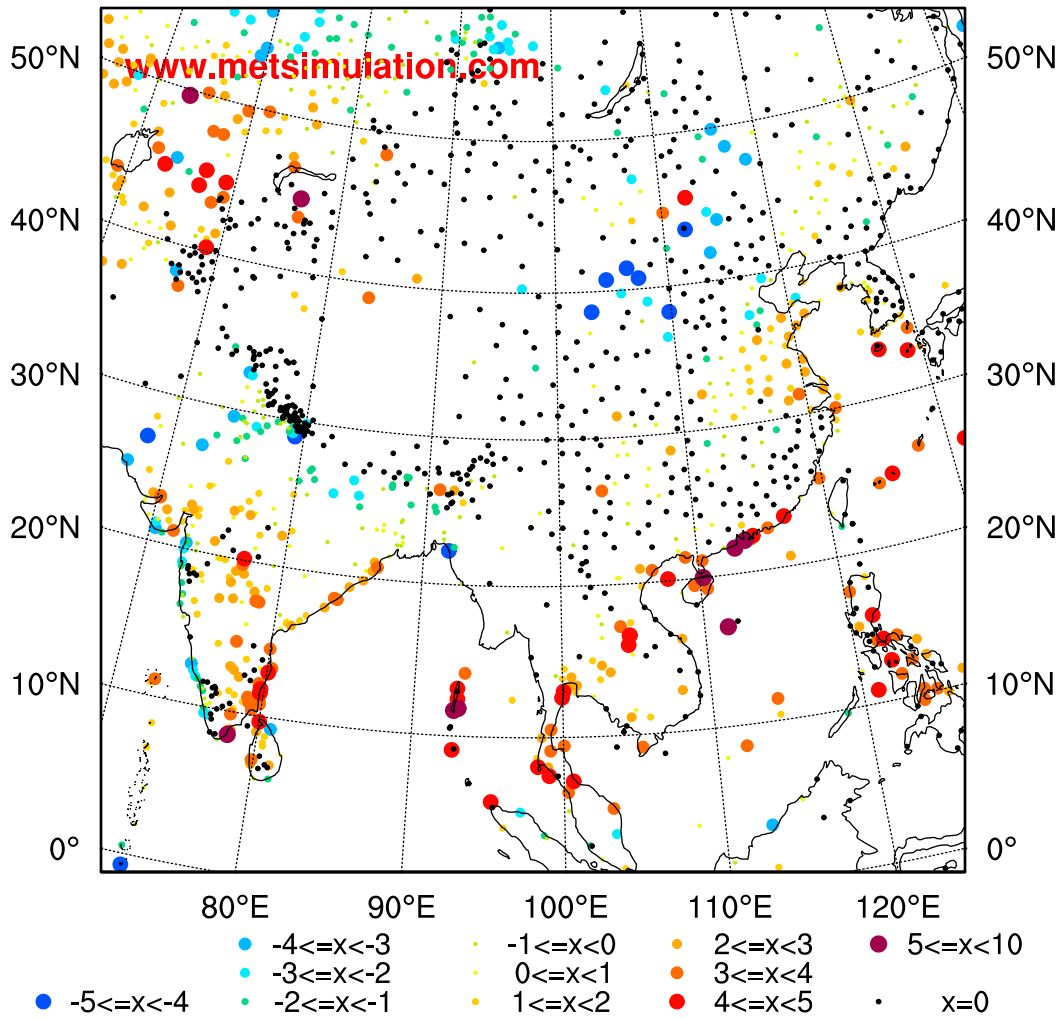 50°N 50°N
www.metsimulation.com
40°N 40°N
30°N 30°N
20°N 20°N
10°N 10°N
0° 0°
80°E 90°E 100°E 110°E 120°E
-4<=x<-3 -1<=x<0 2<=x<3 5<=x<10
-3<=x<-2 0<=x<1 3<=x<4
-5<=x<-4 -2<=x<-1 1<=x<2 4<=x<5 x=0